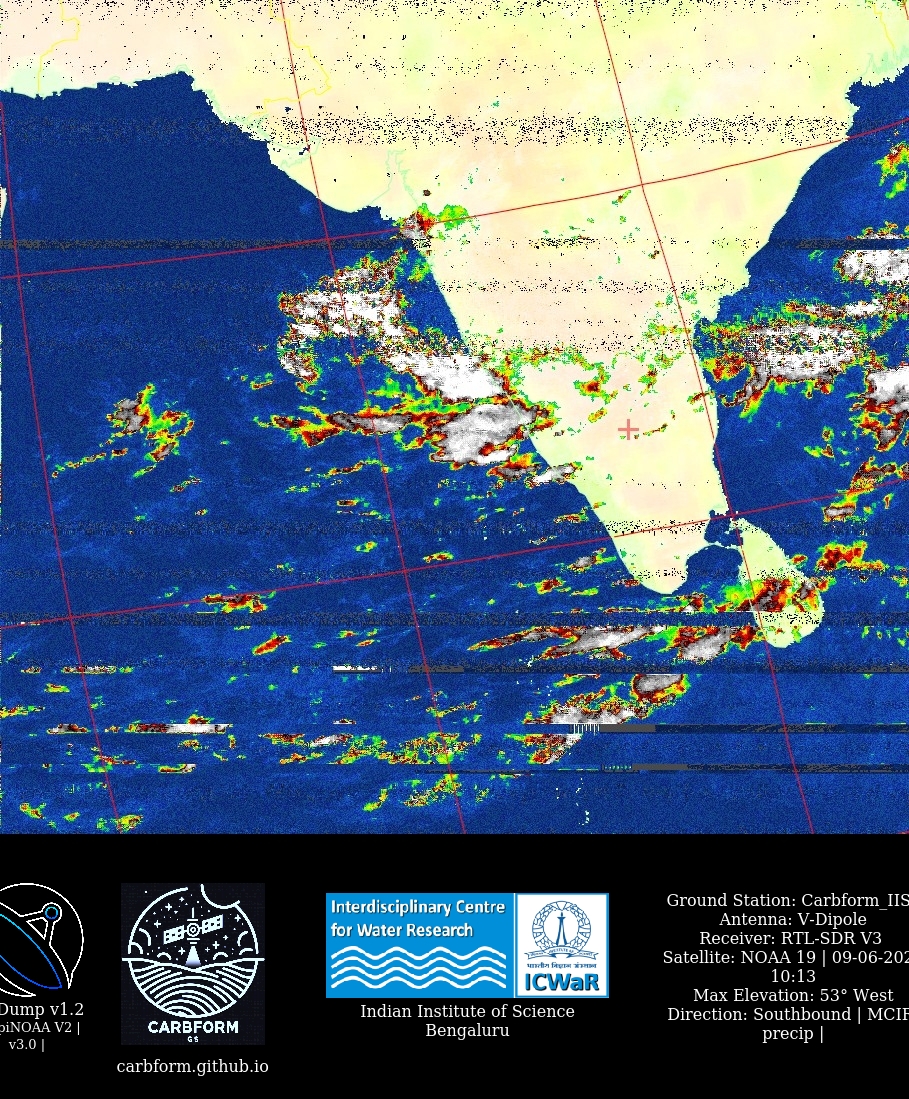 Dump v1.2
piNOAA V2 |
v3.0 |
CARBFORM
GS
carbform.github.io
Interdisciplinary Centre
for Water Research
भारतीय विज्ञान संस्थान
ICWaR
Indian Institute of Science
Bengaluru
Ground Station: Carbform_IIS
Antenna: V-Dipole
Receiver: RTL-SDR V3
Satellite: NOAA 19 | 09-06-202
10:13
Max Elevation: 53° West
Direction: Southbound | MCIR
precip |